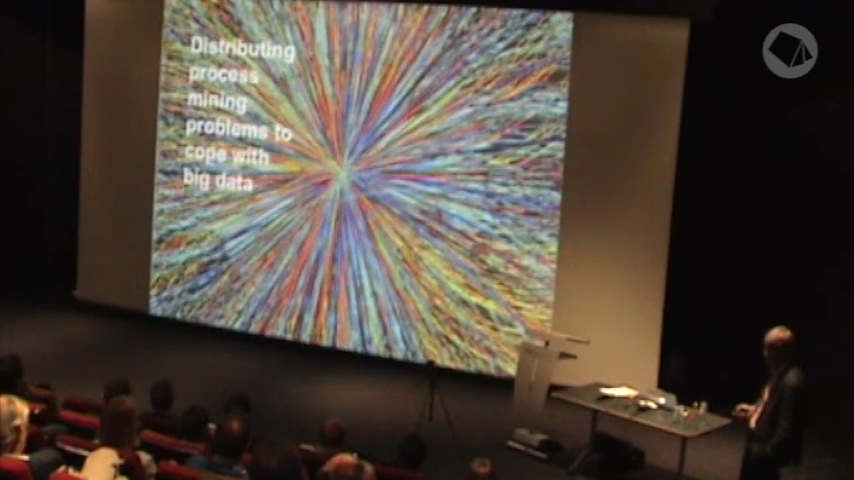 Distributing
process
mining
problems to
cope with
big data